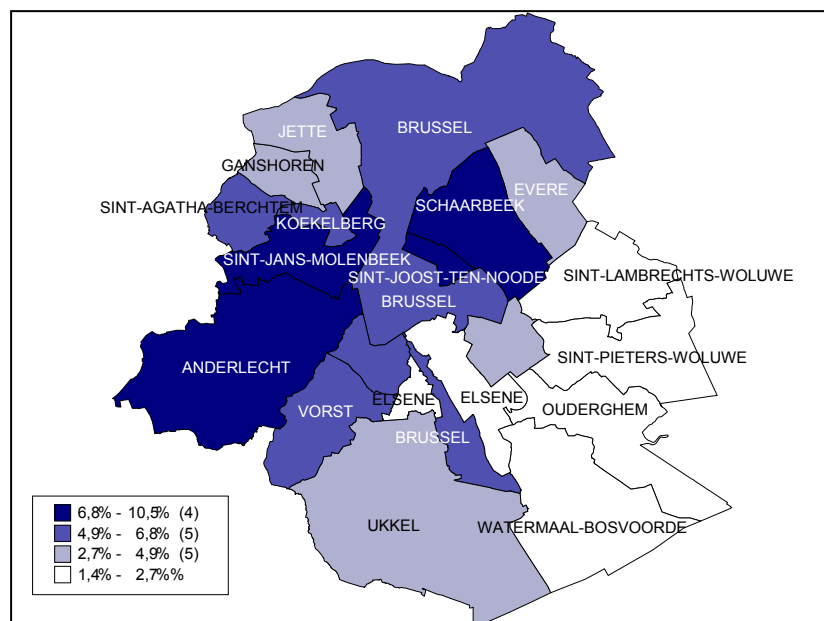 BRUSSEL
JETTE
GANSHOREN
EVERE
SINT-AGATHA-BERCHTEM
SCHAARBEEK
KOEKELBERG
SINT-JANS-MOLENBEEK
SINT-LAMBRECHTS-WOLUWE
SINT-JOOST-TEN-NOODE
BRUSSEL
SINT-PIETERS-WOLUWE
ANDERLECHT
ELSENE
ELSENE
OUDERGHEM
VORST
BRUSSEL
UKKEL
WATERMAAL-BOSVOORDE
6,8% - 10,5% (4)
4,9% - 6,8% (5)
2,7% - 4,9% (5)
1,4% - 2,7%%